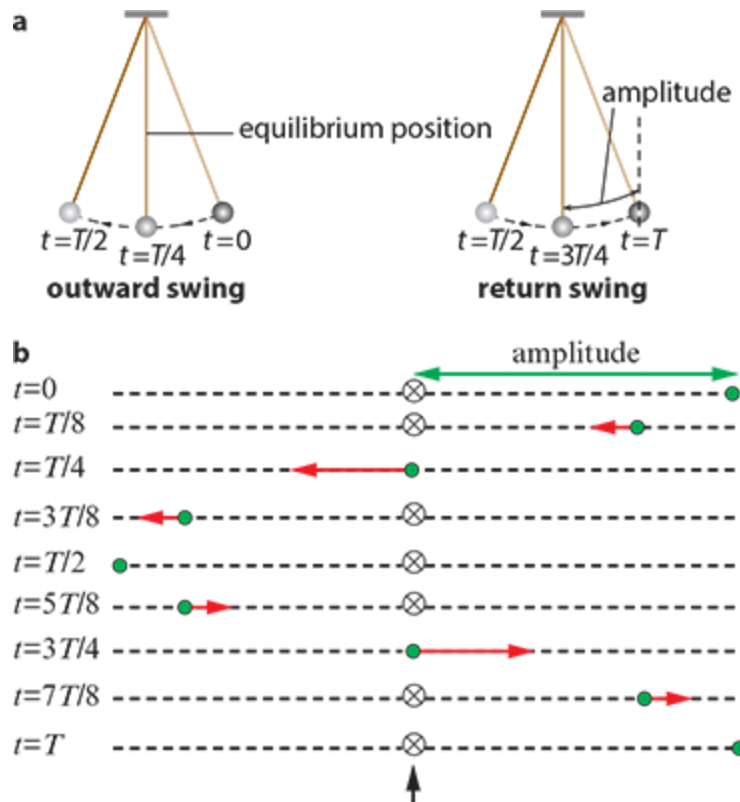 a
equilibrium position
amplitude
t=T/2
t=T/4
t=0
outward swing
t=T/2
t=3T/4
t=T
return swing
b
amplitude
t=0
t=T/8
t=T/4
t=3T/8
t=T/2
t=5T/8
t=3T/4
t=7T/8
t=T